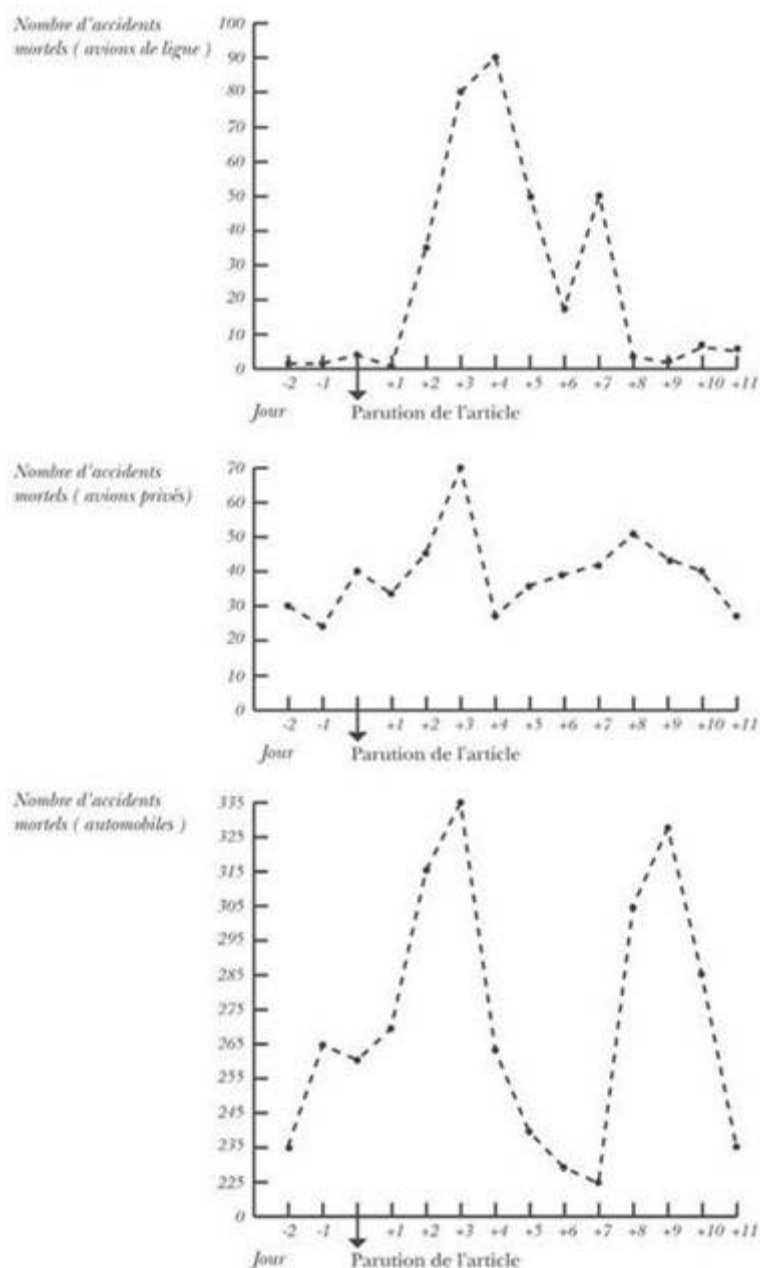 Nombre d'accidents
mortels ( avions de ligne )
100
90
80
70
60
50
40
30
20
10
0
-2 -1 +1 +2 +3 +4 +5 +6 +7 +8 +9 +10 +11
Jour Parution de l'article
Nombre d'accidents
mortels ( avions privés)
70
60
50
40
30
20
10
0
-2 -1 +1 +2 +3 +4 +5 +6 +7 +8 +9 +10 +11
Jour Parution de l'article
Nombre d'accidents
mortels ( automobiles )
335
325
315
305
295
285
275
265
255
245
235
225
0
-2 -1 +1 +2 +3 +4 +5 +6 +7 +8 +9 +10 +11
Jour Parution de l'article